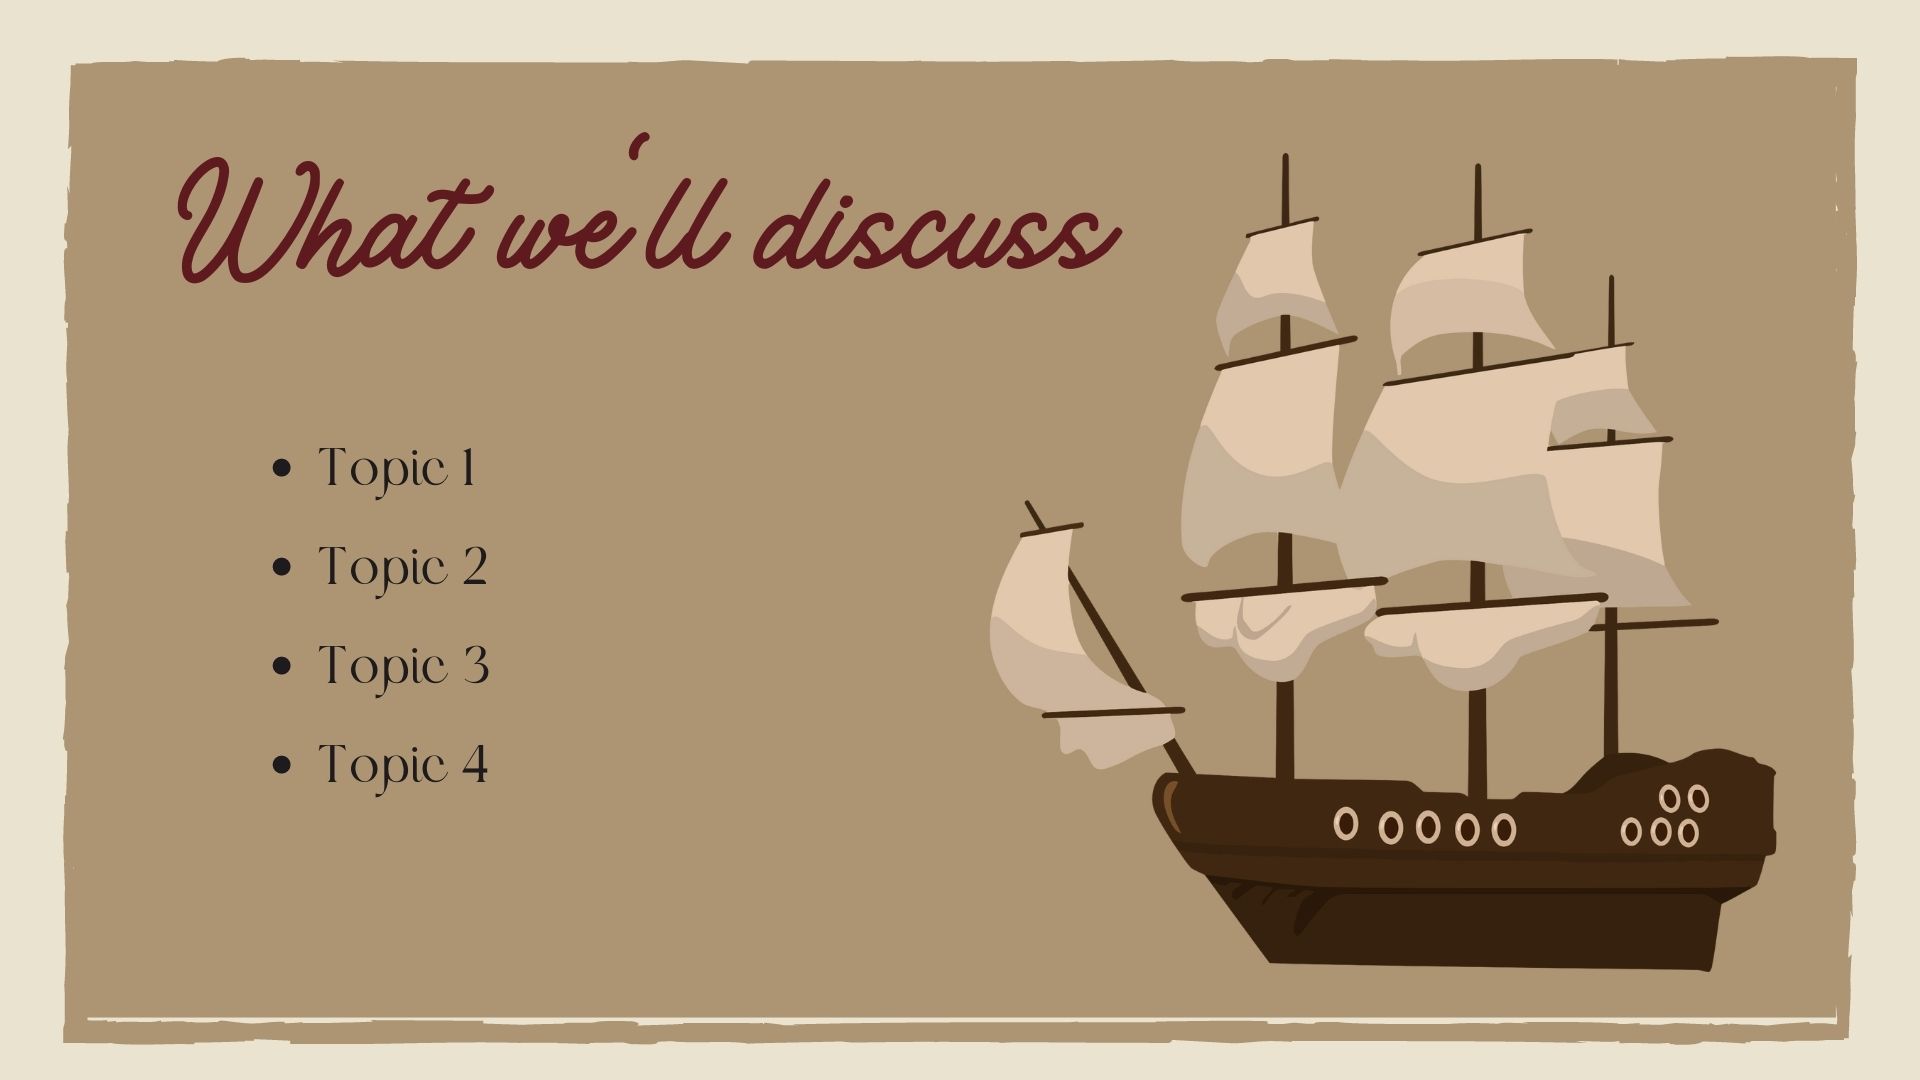 What we'll discuss
• Topic 1
• Topic 2
• Topic 3
• Topic 4